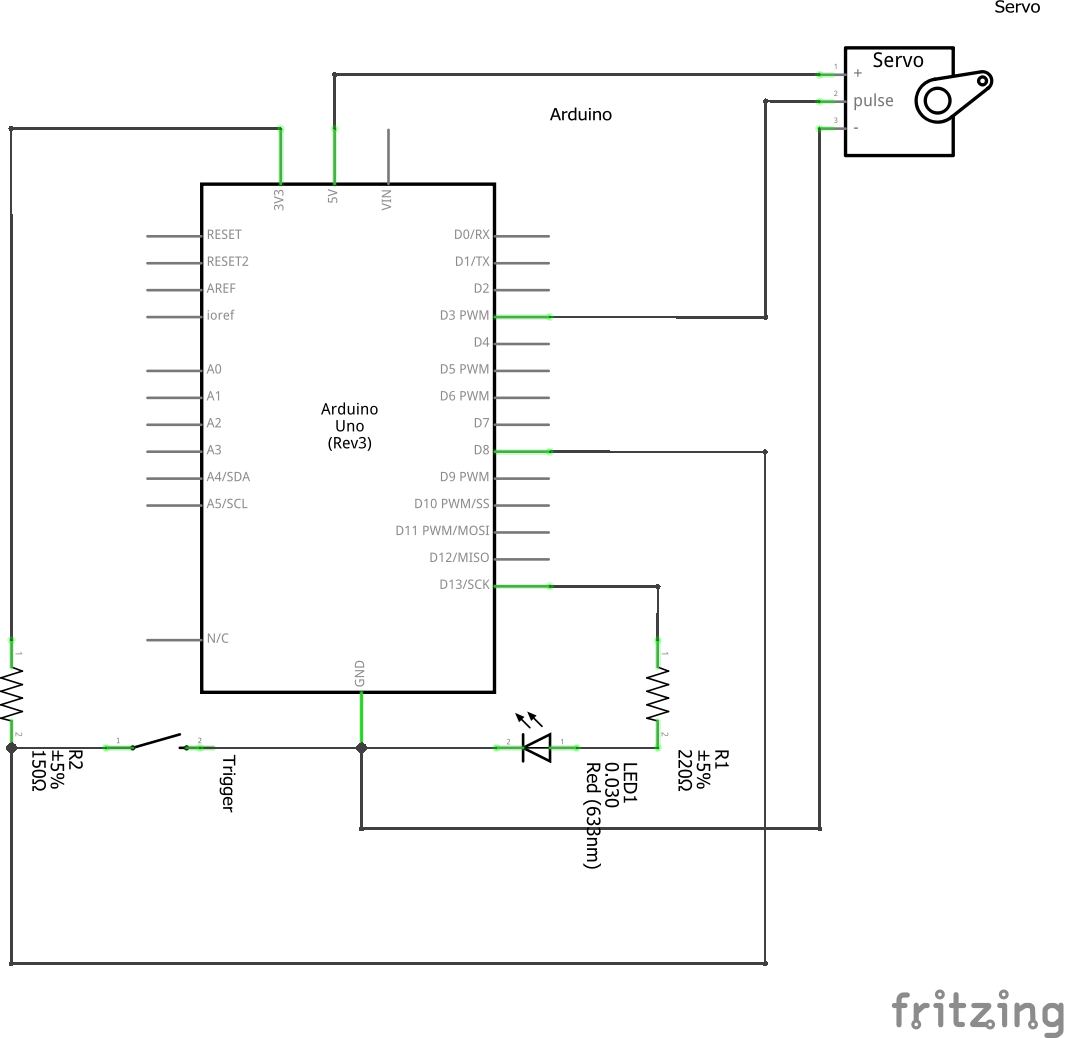 Servo
Servo
1
+
2
pulse
3
-
Arduino
3V3
5V
VIN
RESET
RESET2
AREF
ioref
A0
A1
A2
A3
A4/SDA
A5/SCL
N/C
Arduino
Uno
(Rev3)
D0/RX
D1/TX
D2
D3 PWM
D4
D5 PWM
D6 PWM
D7
D8
D9 PWM
D10 PWM/SS
D11 PWM/MOSI
D12/MISO
D13/SCK
GND
1
2
R2
±5%
150Ω
1
2
Trigger
2
1
LED1
0.030
Red (633nm)
1
2
R1
±5%
220Ω
fritzing